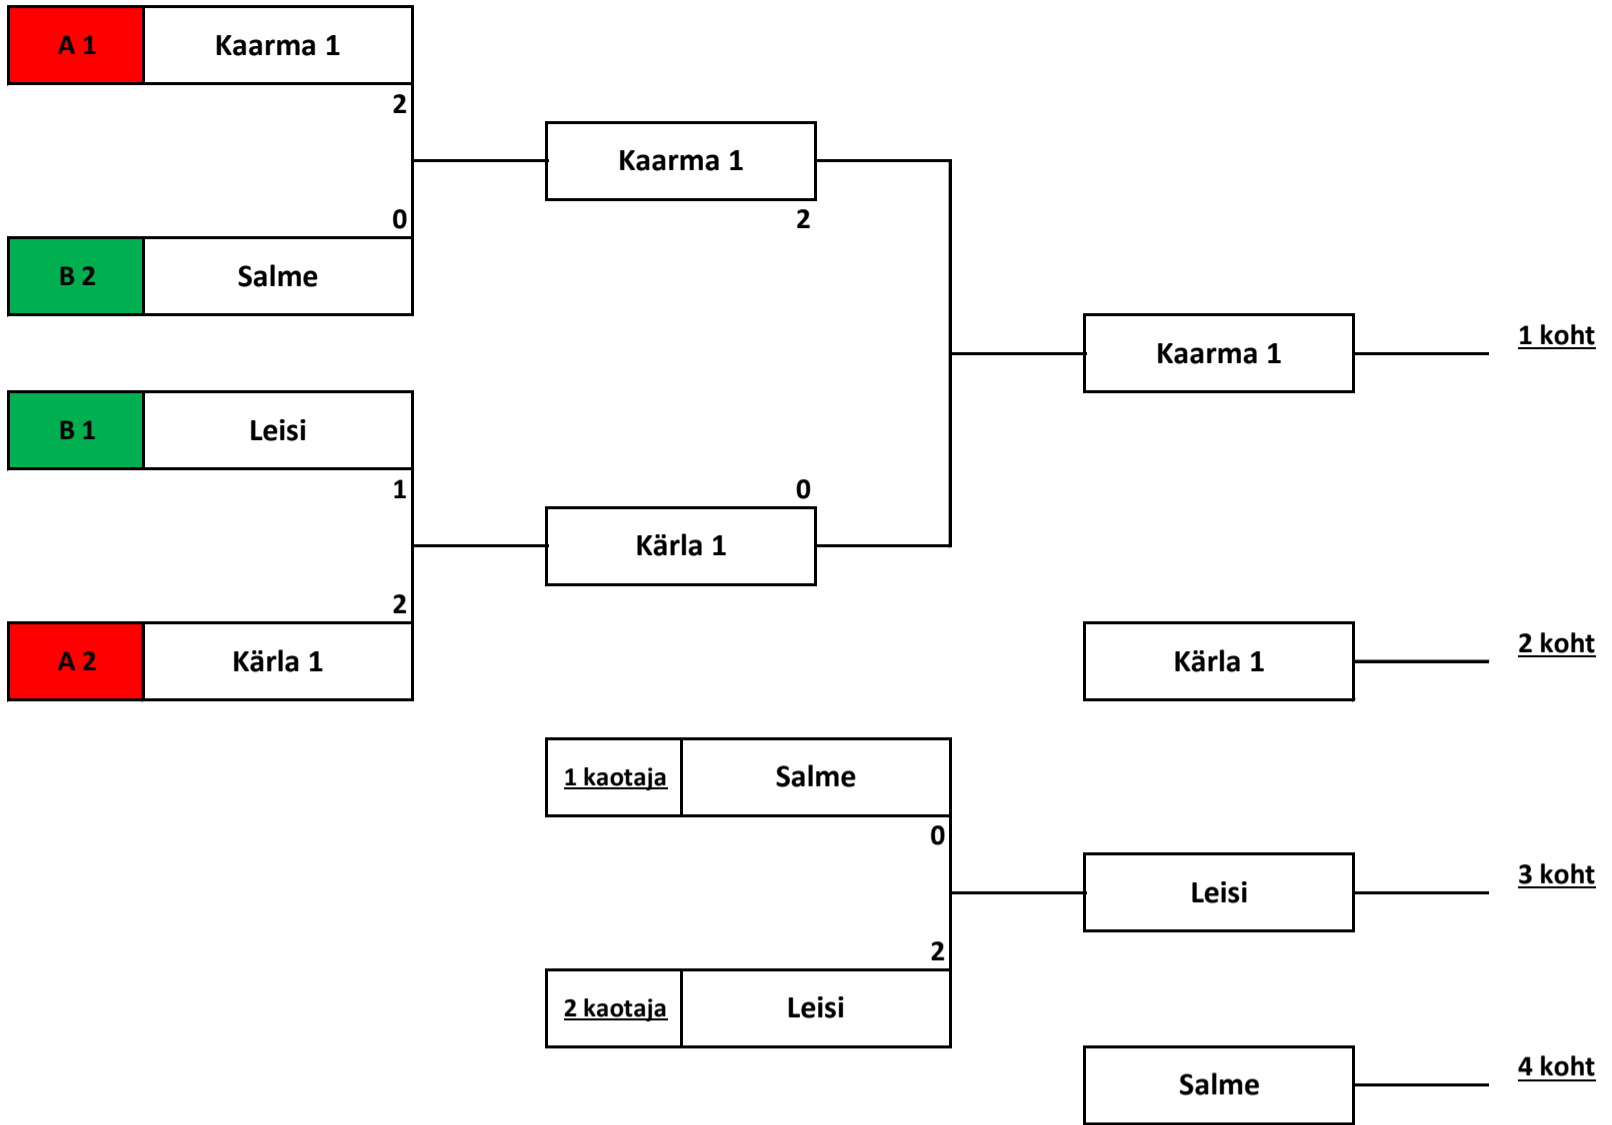 A 1 Kaarma 1
2
Kaarma 1
0
2
B 2 Salme
1 koht
Kaarma 1
B 1 Leisi
1
0
Kärla 1
2
2 koht
A 2 Kärla 1
Kärla 1
1 kaotaja Salme
0
3 koht
Leisi
2
2 kaotaja Leisi
4 koht
Salme